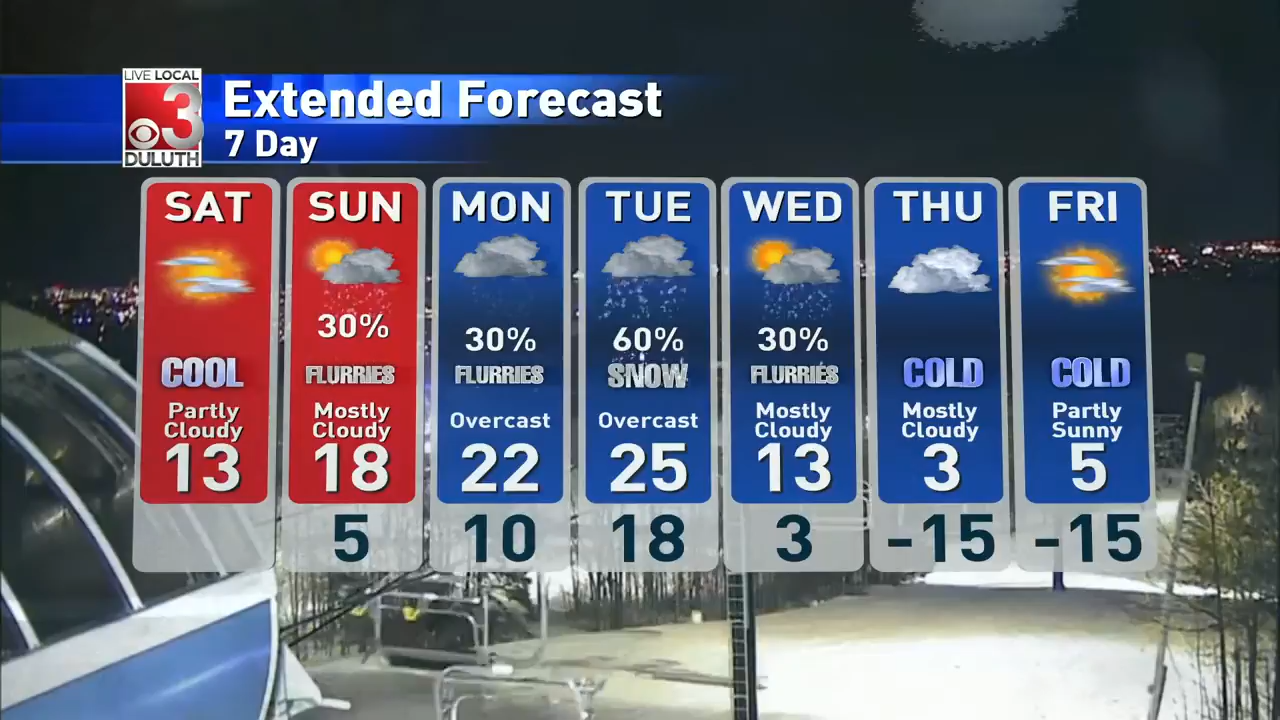 LIVE LOCAL
3
DULUTH
Extended Forecast
7 Day
SAT
COOL
Partly
Cloudy
13
SUN
30%
FLURRIES
Mostly
Cloudy
18
5
MON
30%
FLURRIES
Overcast
22
10
TUE
60%
SNOW
Overcast
25
18
WED
30%
FLURRIES
Mostly
Cloudy
13
3
THU
COLD
Mostly
Cloudy
3
-15
FRI
COLD
Partly
Sunny
5
-15